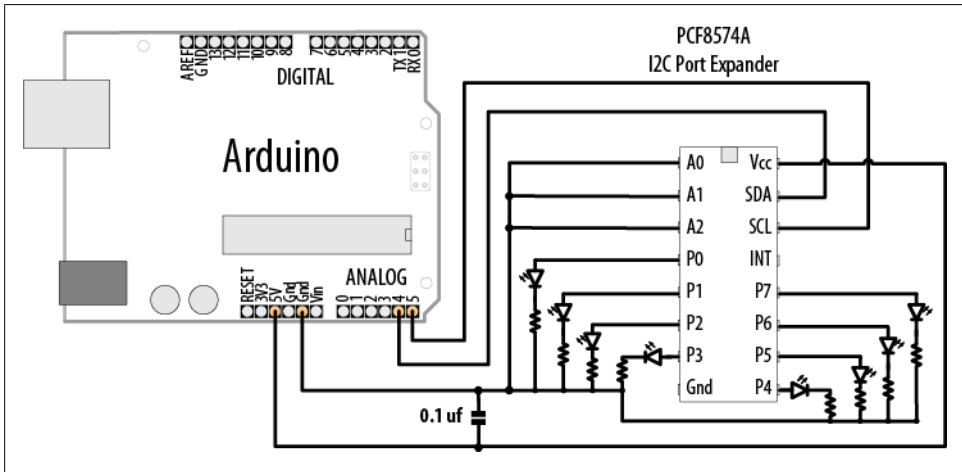 PCF8574A
I2C Port Expander
AREF
GND
13
12
11
10
9
8
7
6
5
4
3
2
TX 1
RX 0
DIGITAL
Arduino
ANALOG
RESET
3V3
5V
Gnd
Gnd
Vin
0
1
2
3
4
5
A0
A1
A2
P0
P1
P2
P3
Gnd
Vcc
SDA
SCL
INT
P7
P6
P5
P4
0.1 uf